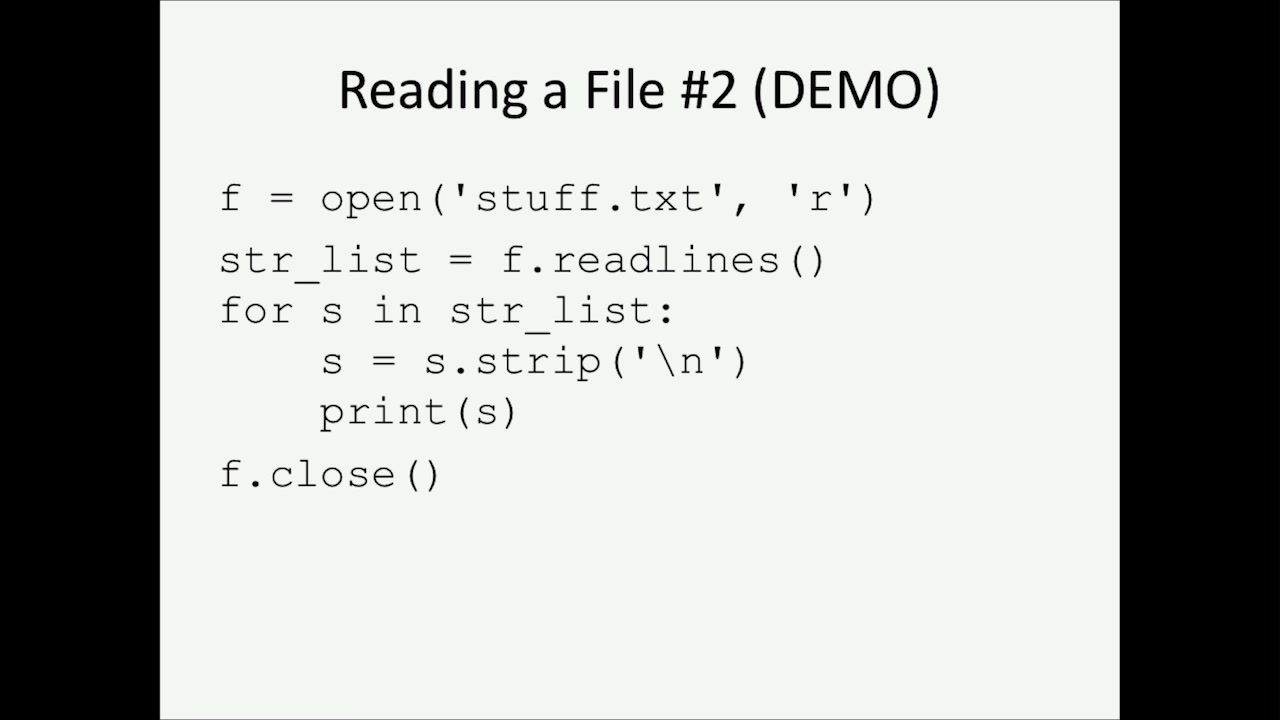 Reading a File #2 (DEMO)
f = open('stuff.txt', 'r')
str_list = f.readlines()
for s in str_list:
    s = s.strip('\n')
    print(s)
f.close()